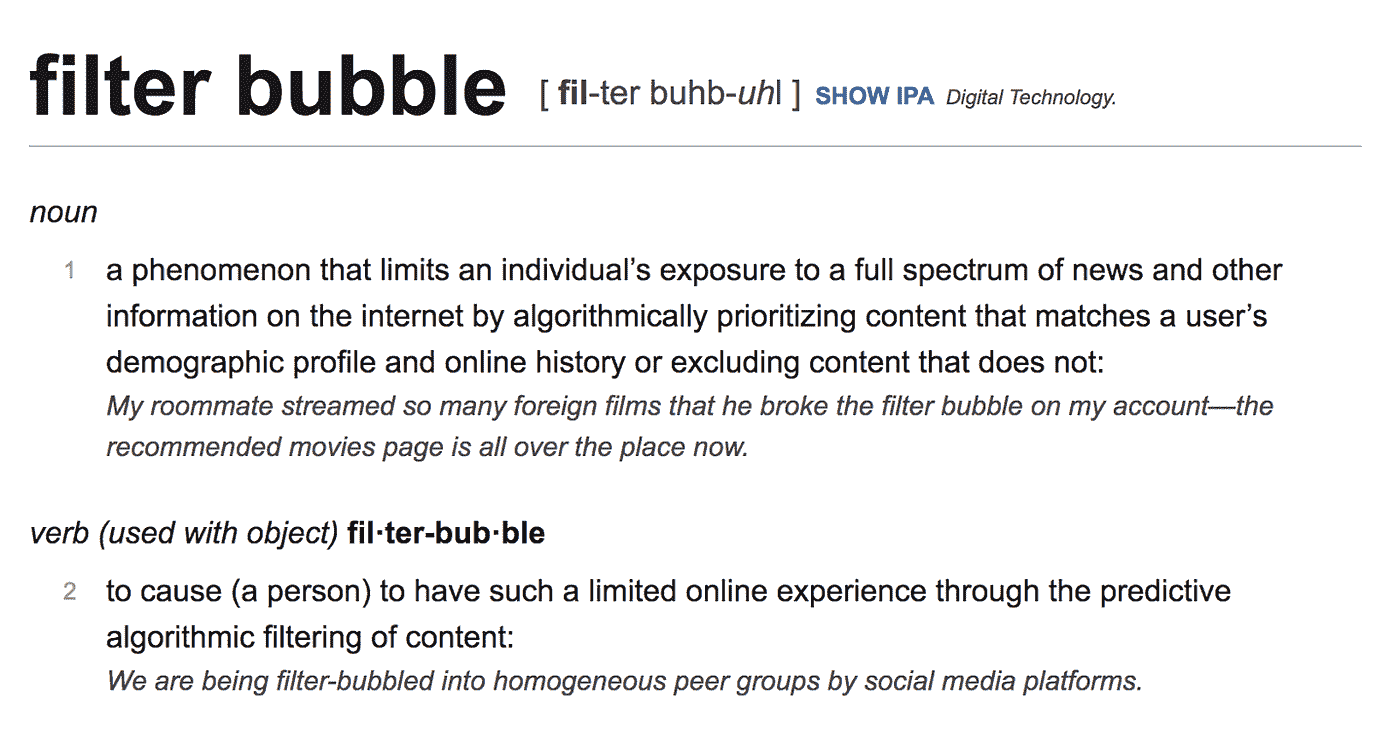 filter bubble [ fil-ter buhb-uhl ] SHOW IPA Digital Technology.
noun
1 a phenomenon that limits an individual’s exposure to a full spectrum of news and other
information on the internet by algorithmically prioritizing content that matches a user’s
demographic profile and online history or excluding content that does not:
My roommate streamed so many foreign films that he broke the filter bubble on my account—the
recommended movies page is all over the place now.
verb (used with object) fil·ter-bub·ble
2 to cause (a person) to have such a limited online experience through the predictive
algorithmic filtering of content:
We are being filter-bubbled into homogeneous peer groups by social media platforms.